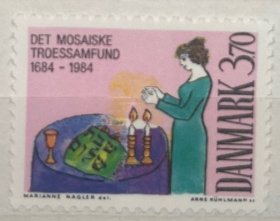 DET MOSAISKE
TROESSAMFUND
1684 - 1984
DANMARK 3.70
MARIANNE NAGLER del.
ARNE KÜHLMANN sc.